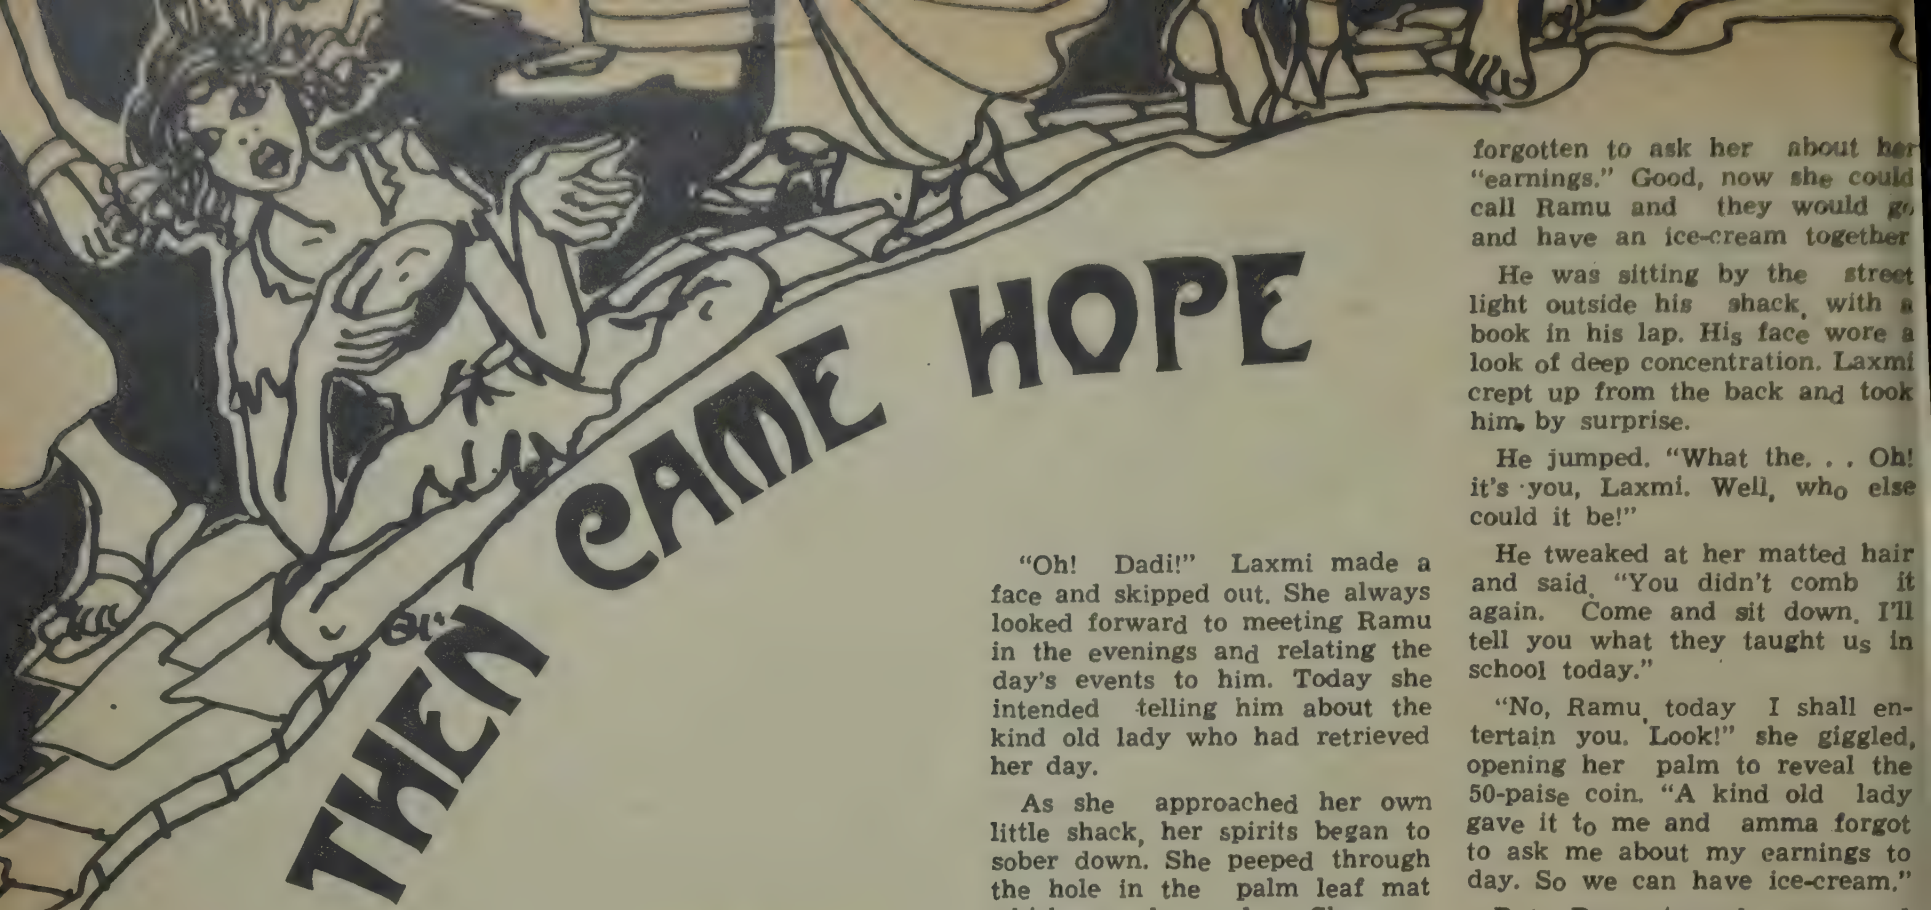 THEN CAME HOPE
“Oh! Dadi!” Laxmi made a
face and skipped out. She always
looked forward to meeting Ramu
in the evenings and relating the
day's events to him. Today she
intended telling him about the
kind old lady who had retrieved
her day.
As she approached her own
little shack, her spirits began to
sober down. She peeped through
the hole in the palm leaf mat
forgotten to ask her about her
“earnings.” Good, now she could
call Ramu and they would go
and have an ice-cream together
He was sitting by the street
light outside his shack, with a
book in his lap. His face wore a
look of deep concentration. Laxmi
crept up from the back and took
him. by surprise.
He jumped. “What the. . . Oh!
it's you, Laxmi. Well, who else
could it be!”
He tweaked at her matted hair
and said, “You didn't comb it
again. Come and sit down. I'll
tell you what they taught us in
school today.”
“No, Ramu, today I shall en-
tertain you. Look!” she giggled,
opening her palm to reveal the
50-paise coin. “A kind old lady
gave it to me and amma forgot
to ask me about my earnings to
day. So we can have ice-cream.”